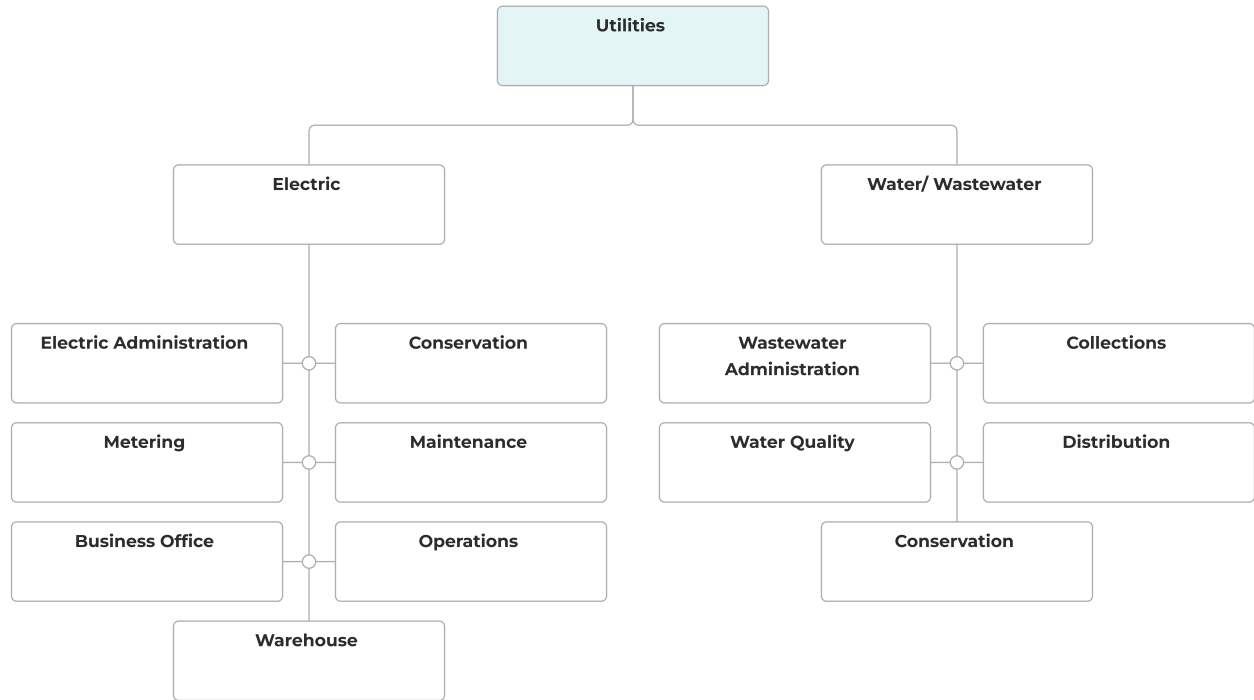 Utilities
Electric
Water/ Wastewater
Electric Administration
Conservation
Wastewater
Administration
Collections
Metering
Maintenance
Water Quality
Distribution
Business Office
Operations
Conservation
Warehouse